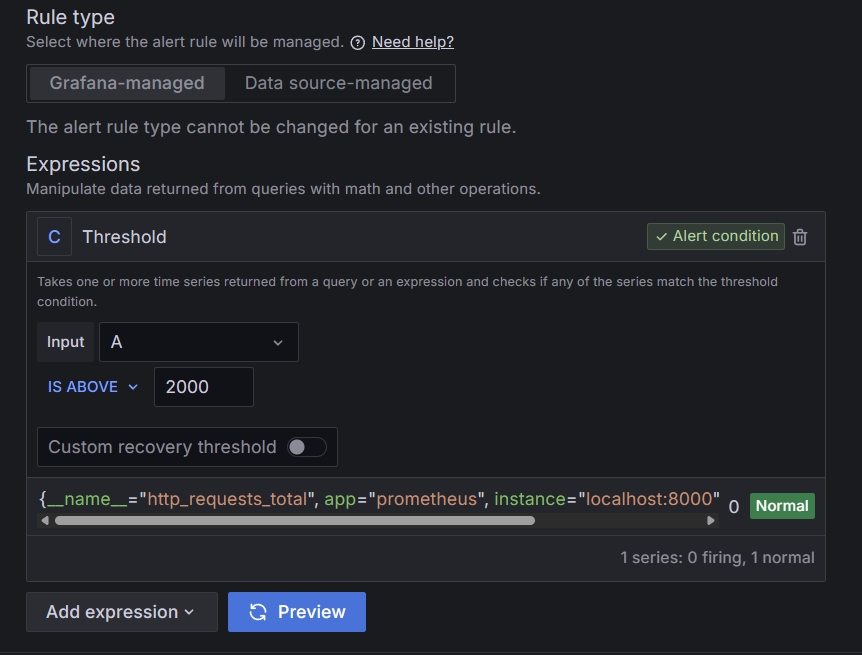 Rule type
Select where the alert rule will be managed. Need help?
Grafana-managed Data source-managed
The alert rule type cannot be changed for an existing rule.
Expressions
Manipulate data returned from queries with math and other operations.
C Threshold Alert condition
Takes one or more time series returned from a query or an expression and checks if any of the series match the threshold
condition.
Input A
IS ABOVE 2000
Custom recovery threshold
{__name__="http_requests_total", app="prometheus", instance="localhost:8000" 0 Normal
1 series: 0 firing, 1 normal
Add expression Preview